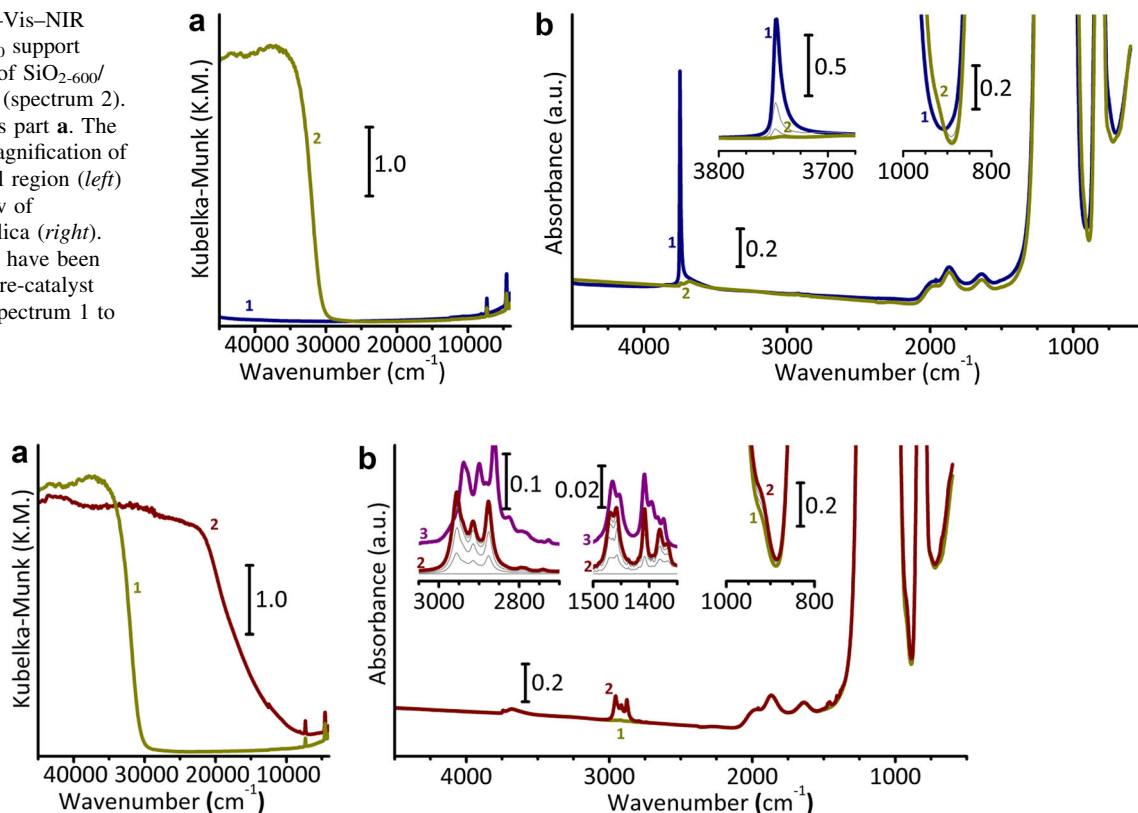 –Vis–NIR
0 support
of SiO2-600/
(spectrum 2).
s part a. The
agnification of
l region (left)
w of
lica (right).
have been
re-catalyst
pectrum 1 to
a
Kubelka-Munk (K.M.)
2
1.0
1
40000 30000 20000 10000
Wavenumber (cm-1)
b
Absorbance (a.u.)
1
0.5
2
3800 3700
2
1
0.2
1000 800
1
0.2
2
4000 3000 2000 1000
Wavenumber (cm-1)
a
Kubelka-Munk (K.M.)
2
1
1.0
40000 30000 20000 10000
Wavenumber (cm-1)
b
Absorbance (a.u.)
3
2
0.1
3000 2800
0.02
3
2
1500 1400
2
1
0.2
1000 800
0.2
2
1
4000 3000 2000 1000
Wavenumber (cm-1)